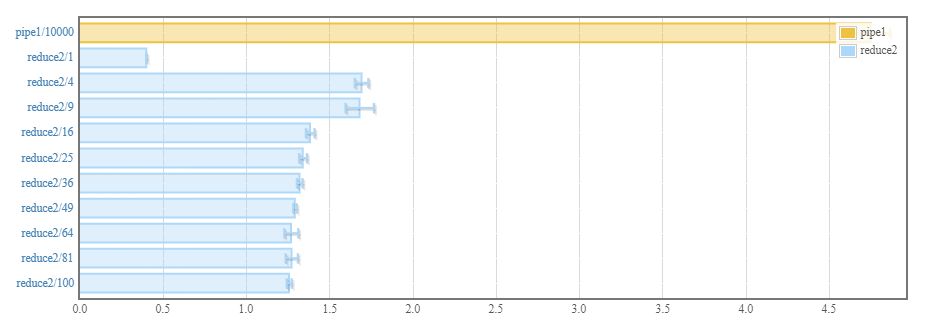 pipe1/10000
reduce2/1
reduce2/4
reduce2/9
reduce2/16
reduce2/25
reduce2/36
reduce2/49
reduce2/64
reduce2/81
reduce2/100
0.0 0.5 1.0 1.5 2.0 2.5 3.0 3.5 4.0 4.5
pipe1
reduce2